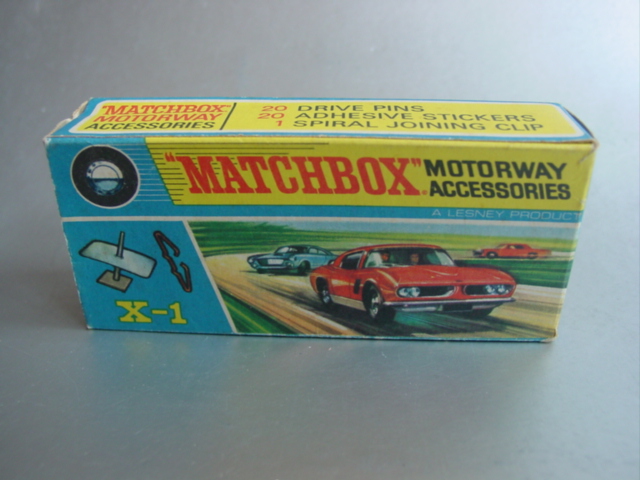 "MATCHBOX"
MOTORWAY
ACCESSORIES
20 DRIVE PINS
20 ADHESIVE STICKERS
1 SPIRAL JOINING CLIP
"MATCHBOX"
MOTORWAY
ACCESSORIES
A LESNEY PRODUCT
X-1